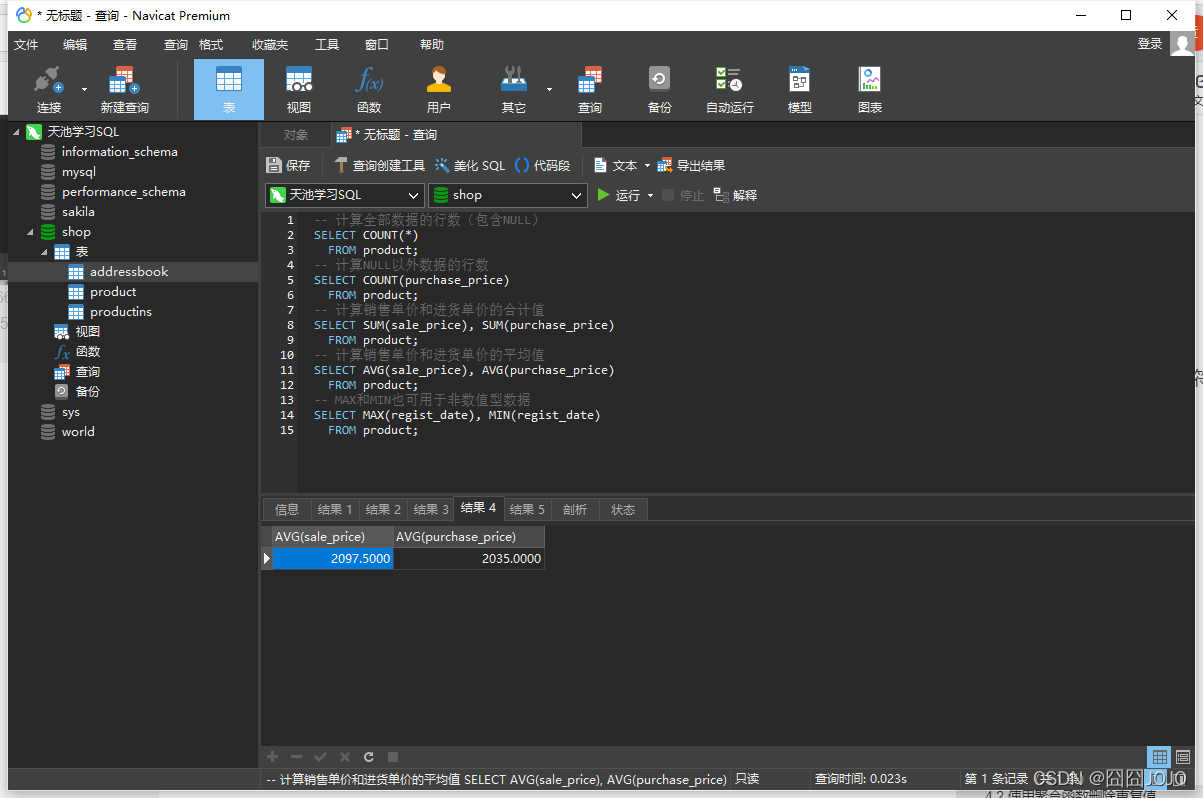 * 无标题 - 查询 - Navicat Premium
文件 编辑 查看 查询 格式 收藏夹 工具 窗口 帮助 登录
连接 新建查询 表 视图 函数 用户 其它 查询 备份 自动运行 模型 图表
天池学习SQL
information_schema
mysql
performance_schema
sakila
shop
表
addressbook
product
productins
视图
函数
查询
备份
sys
world
对象 * 无标题 - 查询
保存 查询创建工具 美化 SQL 代码段 文本 导出结果
天池学习SQL shop 运行 停止 解释
1 -- 计算全部数据的行数（包含NULL）
2 SELECT COUNT(*)
3 FROM product;
4 -- 计算NULL以外数据的行数
5 SELECT COUNT(purchase_price)
6 FROM product;
7 -- 计算销售单价和进货单价的合计值
8 SELECT SUM(sale_price), SUM(purchase_price)
9 FROM product;
10 -- 计算销售单价和进货单价的平均值
11 SELECT AVG(sale_price), AVG(purchase_price)
12 FROM product;
13 -- MAX和MIN也可用于非数值型数据
14 SELECT MAX(regist_date), MIN(regist_date)
15 FROM product;
信息 结果 1 结果 2 结果 3 结果 4 结果 5 剖析 状态
AVG(sale_price) AVG(purchase_price)
2097.5000 2035.0000
-- 计算销售单价和进货单价的平均值 SELECT AVG(sale_price), AVG(purchase_price) 只读 查询时间: 0.023s 第 1 条记录 (共 1 条)
CSDN @囧囧JOJO
4.2 使用聚合函数删除重复值